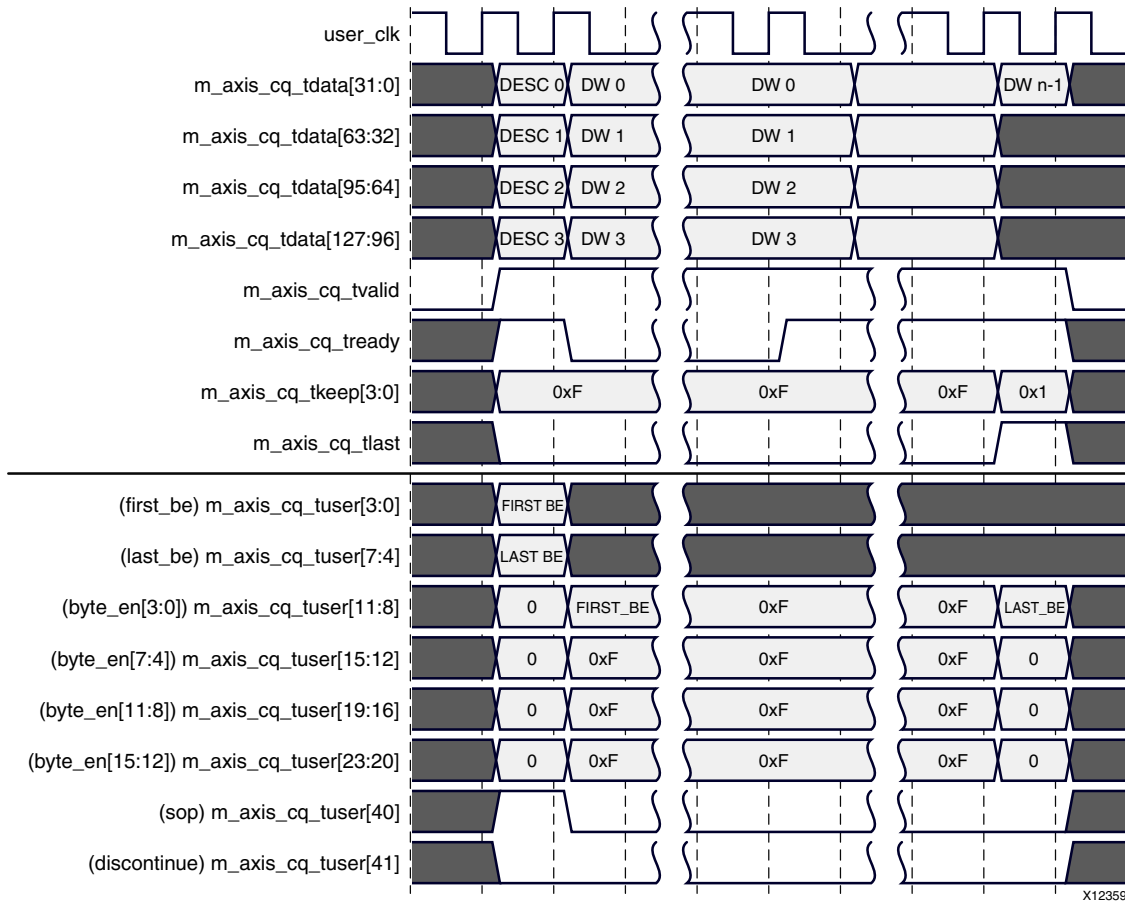 user_clk
m_axis_cq_tdata[31:0] DESC 0 DW 0 DW 0 DW n-1
m_axis_cq_tdata[63:32] DESC 1 DW 1 DW 1
m_axis_cq_tdata[95:64] DESC 2 DW 2 DW 2
m_axis_cq_tdata[127:96] DESC 3 DW 3 DW 3
m_axis_cq_tvalid
m_axis_cq_tready
m_axis_cq_tkeep[3:0] 0xF 0xF 0xF 0x1
m_axis_cq_tlast
(first_be) m_axis_cq_tuser[3:0] FIRST BE
(last_be) m_axis_cq_tuser[7:4] LAST BE
(byte_en[3:0]) m_axis_cq_tuser[11:8] 0 FIRST_BE 0xF 0xF LAST_BE
(byte_en[7:4]) m_axis_cq_tuser[15:12] 0 0xF 0xF 0xF 0
(byte_en[11:8]) m_axis_cq_tuser[19:16] 0 0xF 0xF 0xF 0
(byte_en[15:12]) m_axis_cq_tuser[23:20] 0 0xF 0xF 0xF 0
(sop) m_axis_cq_tuser[40]
(discontinue) m_axis_cq_tuser[41]
X12359